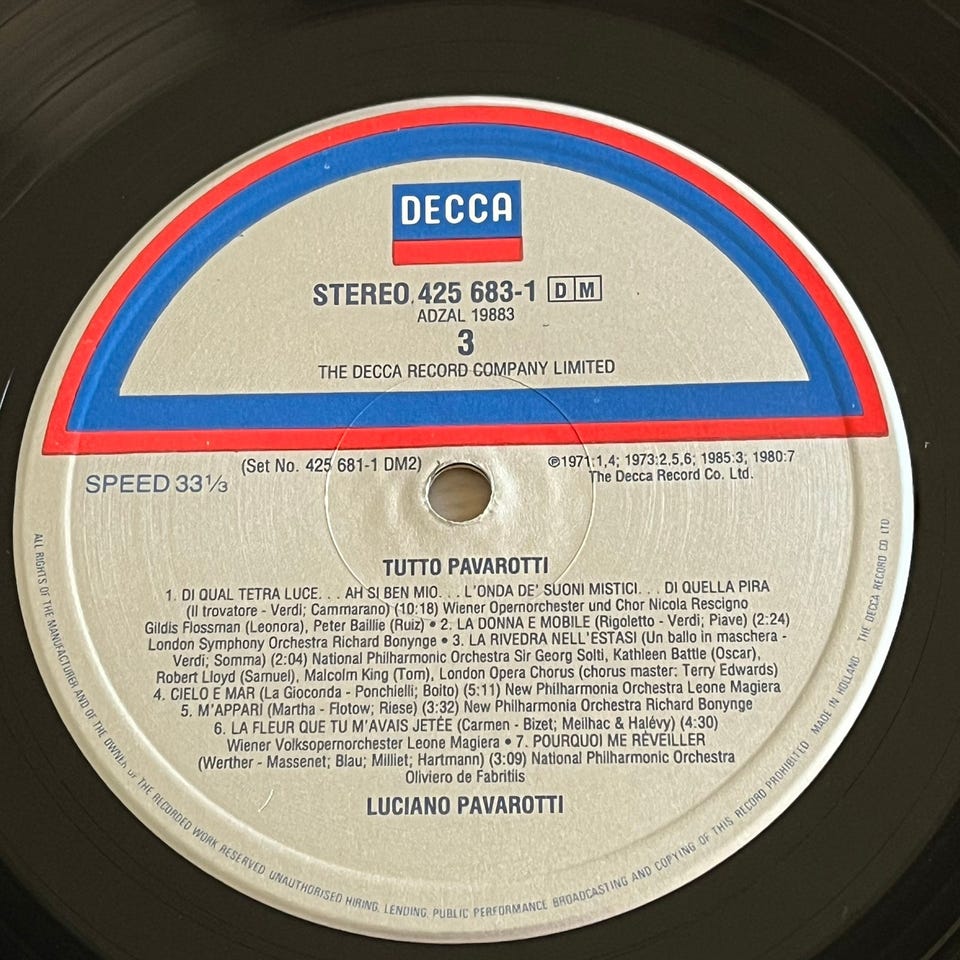 DECCA
STEREO 425 683-1 DM
ADZAL 19883
3
THE DECCA RECORD COMPANY LIMITED
(Set No. 425 681-1 DM2)
℗1971:1,4; 1973:2,5,6; 1985:3; 1980:7
The Decca Record Co. Ltd.
SPEED 33⅓
TUTTO PAVAROTTI
1. DI QUAL TETRA LUCE. . . AH SI BEN MIO. . . L'ONDA DE' SUONI MISTICI. . . DI QUELLA PIRA
(Il trovatore - Verdi; Cammarano) (10:18) Wiener Opernorchester und Chor Nicola Rescigno
Gildis Flossman (Leonora), Peter Baillie (Ruiz) • 2. LA DONNA E MOBILE (Rigoletto - Verdi; Piave) (2:24)
London Symphony Orchestra Richard Bonynge • 3. LA RIVEDRA NELL'ESTASI (Un ballo in maschera -
Verdi; Somma) (2:04) National Philharmonic Orchestra Sir Georg Solti, Kathleen Battle (Oscar),
Robert Lloyd (Samuel), Malcolm King (Tom), London Opera Chorus (chorus master: Terry Edwards)
4. CIELO E MAR (La Gioconda - Ponchielli; Boito) (5:11) New Philharmonia Orchestra Leone Magiera
5. M'APPARI (Martha - Flotow; Riese) (3:32) New Philharmonia Orchestra Richard Bonynge
6. LA FLEUR QUE TU M'AVAIS JETÉE (Carmen - Bizet; Meilhac & Halévy) (4:30)
Wiener Volksopernorchester Leone Magiera • 7. POURQUOI ME RÉVEILLER
(Werther - Massenet; Blau; Milliet; Hartmann) (3:09) National Philharmonic Orchestra
Oliviero de Fabritiis
LUCIANO PAVAROTTI
ALL RIGHTS OF THE MANUFACTURER AND OF THE OWNER OF THE RECORDED WORK RESERVED UNAUTHORISED HIRING, LENDING, PUBLIC PERFORMANCE BROADCASTING AND COPYING OF THIS RECORD PROHIBITED MADE IN HOLLAND THE DECCA RECORD CO LTD